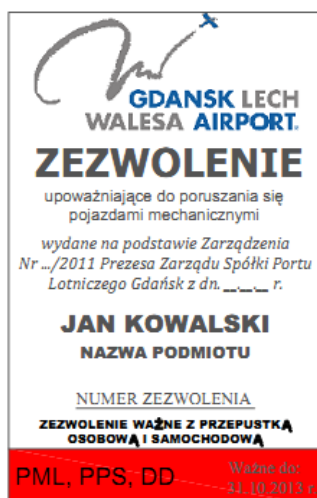 GDANSK LECH
WALESA AIRPORT.
ZEZWOLENIE
upoważniające do poruszania się
pojazdami mechanicznymi
wydane na podstawie Zarządzenia
Nr .../2011 Prezesa Zarządu Spółki Portu
Lotniczego Gdańsk z dn. __.__.__ r.
JAN KOWALSKI
NAZWA PODMIOTU
NUMER ZEZWOLENIA
ZEZWOLENIE WAŻNE Z PRZEPUSTKĄ
OSOBOWĄ I SAMOCHODOWĄ
PML, PPS, DD
Ważne do:
31.10.2013 r.